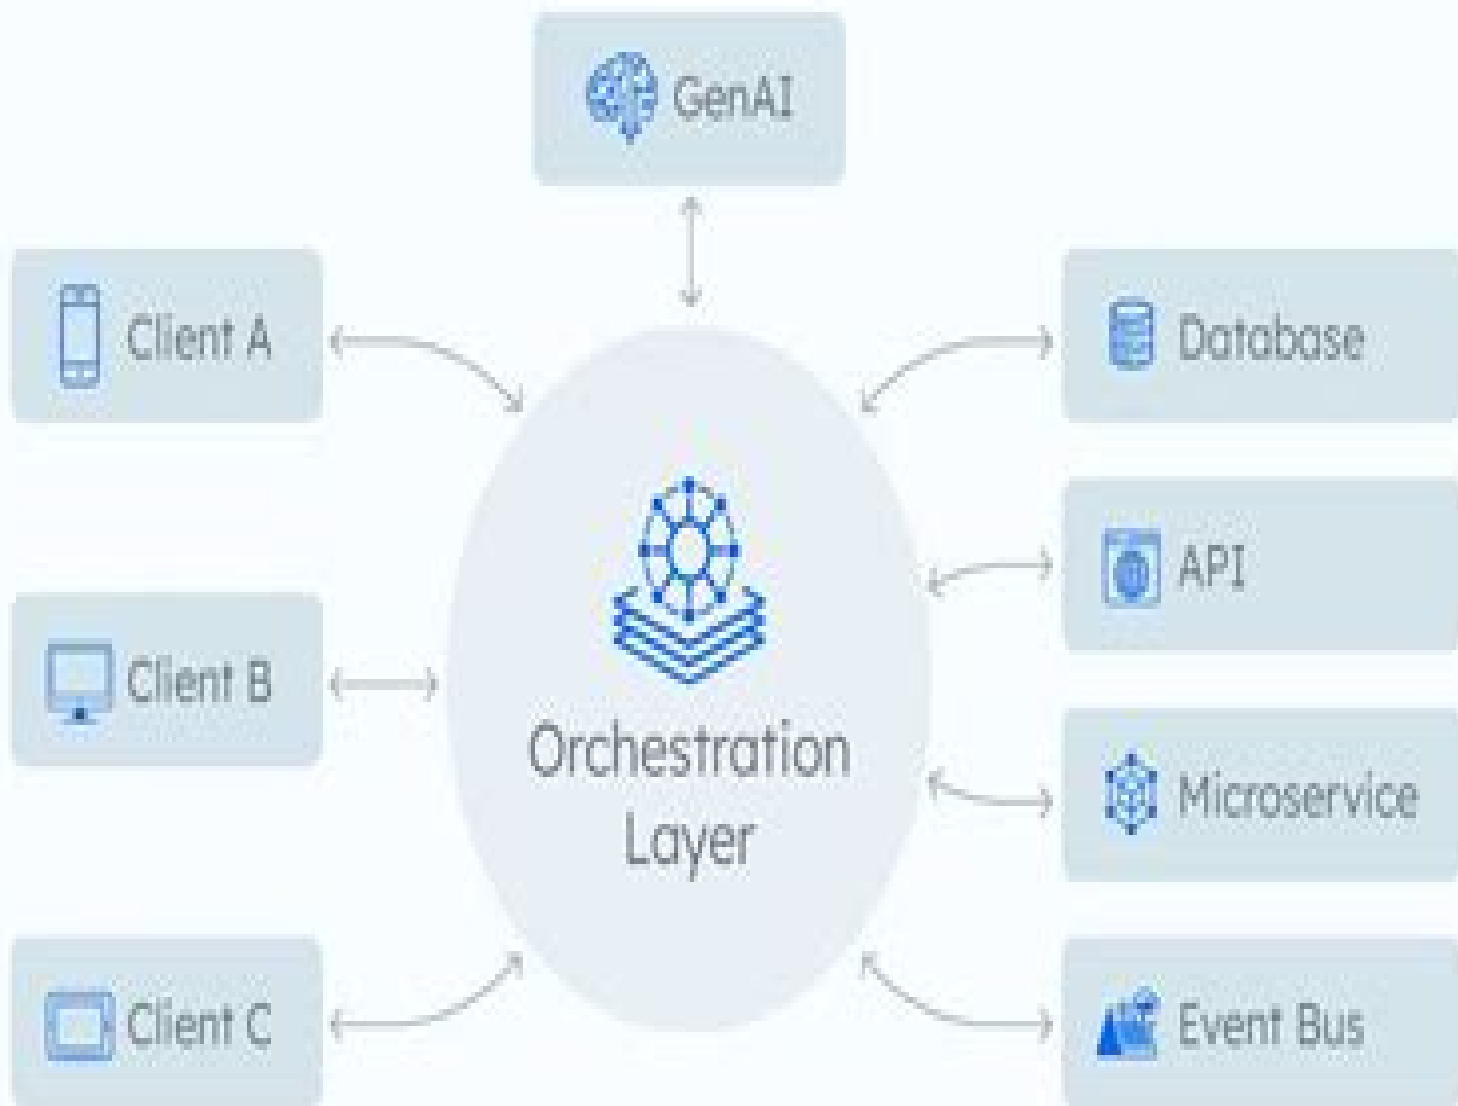 GenAI
Client A
Database
API
Client B
Orchestration
Layer
Microservice
Client C
Event Bus